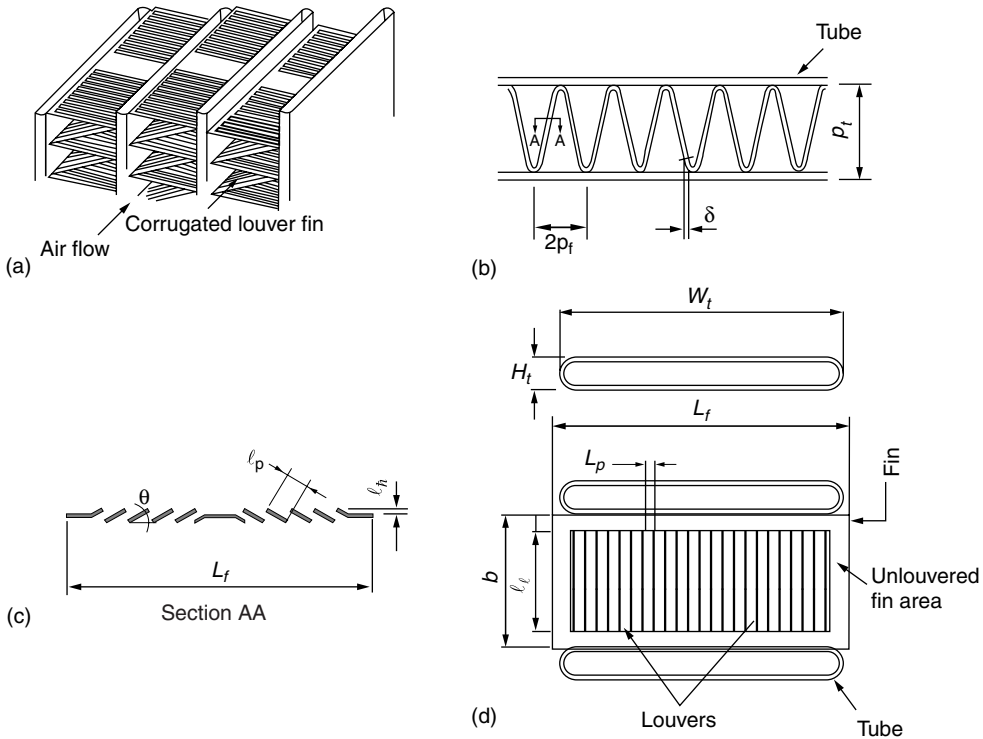 (a)
Corrugated louver fin
Air flow
(b)
Tube
A A
p_t
δ
2p_f
(c)
ℓ_p
ℓ_h
θ
L_f
Section AA
(d)
W_t
H_t
L_f
L_p
Fin
b
ℓ_ℓ
Unlouvered
fin area
Louvers
Tube